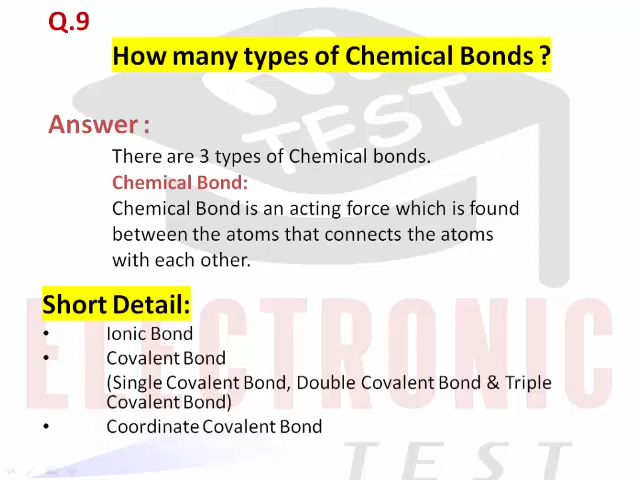 Q.9
How many types of Chemical Bonds ?
Answer :
There are 3 types of Chemical bonds.
Chemical Bond:
Chemical Bond is an acting force which is found
between the atoms that connects the atoms
with each other.
Short Detail:
• Ionic Bond
• Covalent Bond
(Single Covalent Bond, Double Covalent Bond & Triple
Covalent Bond)
• Coordinate Covalent Bond
TEST
ELECTRONIC
TEST